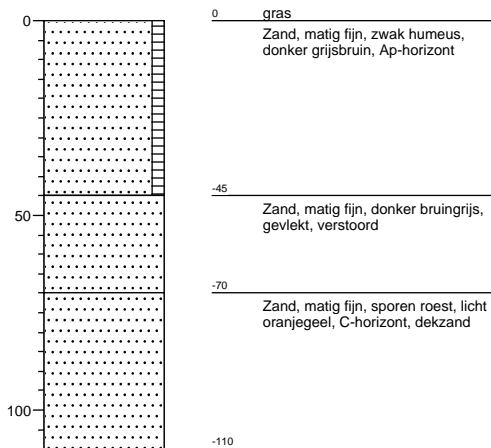 0
0 gras
Zand, matig fijn, zwak humeus,
donker grijsbruin, Ap-horizont
-45
50
Zand, matig fijn, donker bruingrijs,
gevlekt, verstoord
-70
Zand, matig fijn, sporen roest, licht
oranjegeel, C-horizont, dekzand
100
-110